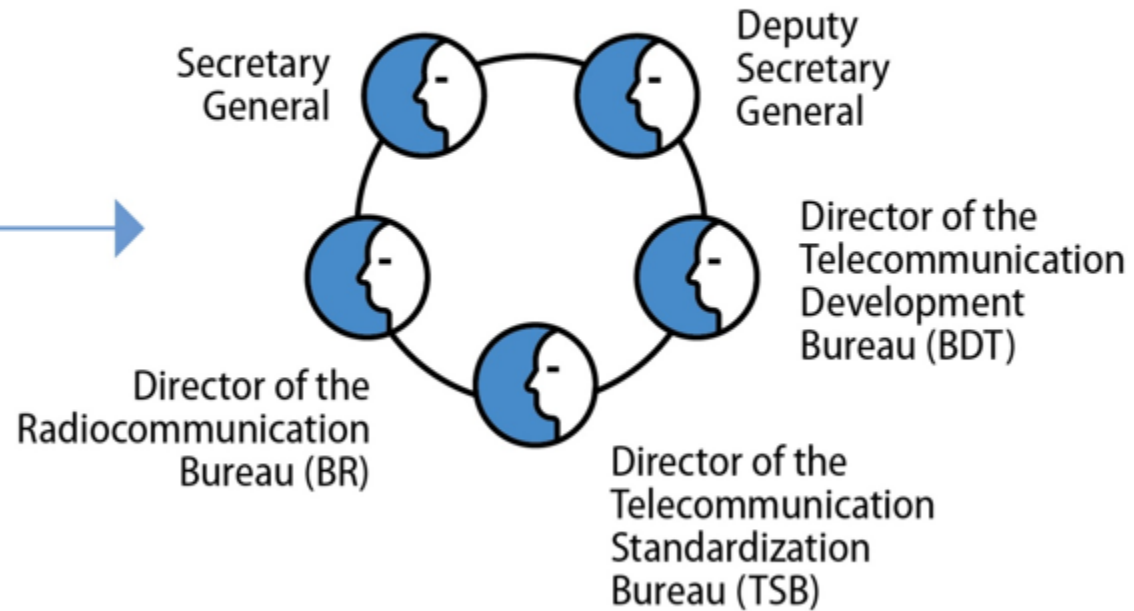 Secretary
General
Deputy
Secretary
General
Director of the
Telecommunication
Development
Bureau (BDT)
Director of the
Radiocommunication
Bureau (BR)
Director of the
Telecommunication
Standardization
Bureau (TSB)